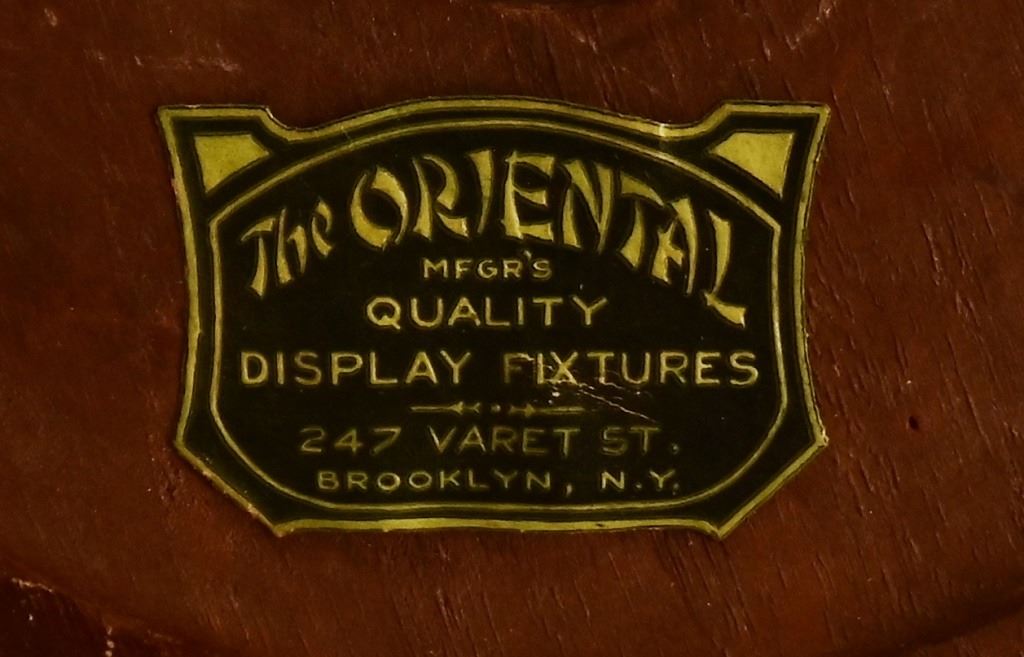 The ORIENTAL
MFGR'S
QUALITY
DISPLAY FIXTURES
247 VARET ST.
BROOKLYN, N.Y.